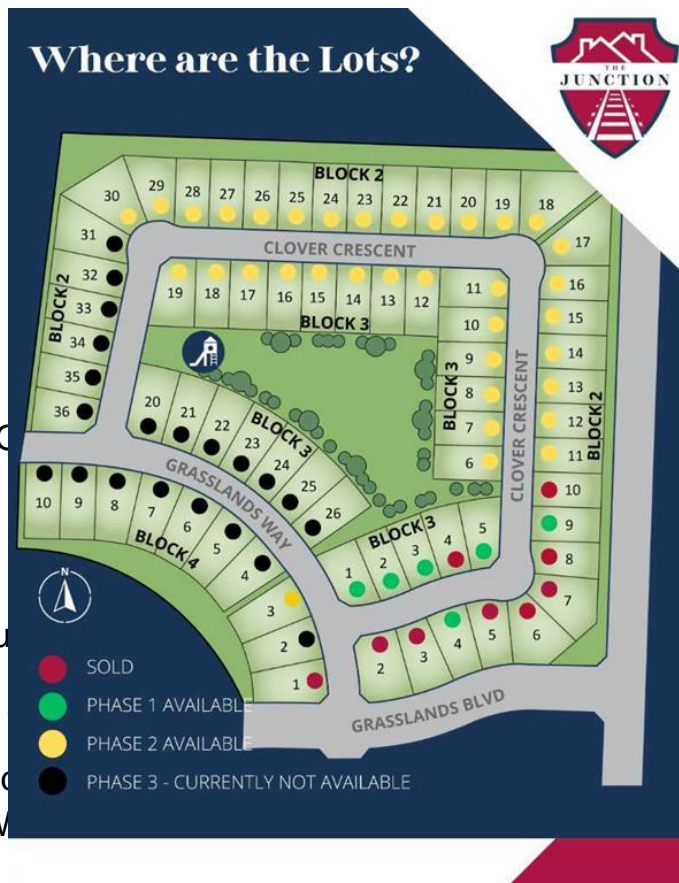 Where are the Lots?
THE
JUNCTION
BLOCK 2
30 29 28 27 26 25 24 23 22 21 20 19 18
17
31
32
33
34
35
36
BLOCK 2
CLOVER CRESCENT
19 18 17 16 15 14 13 12
BLOCK 3
11
10
9
8
7
6
BLOCK 3
CLOVER CRESCENT
16
15
14
13
12
11
10
9
8
7
BLOCK 2
20 21 22 23 24 25 26
BLOCK 3
GRASSLANDS WAY
10 9 8 7 6 5 4
BLOCK 4
3
2
1
BLOCK 3
1 2 3 4 5
2 3 4 5 6
GRASSLANDS BLVD
N
SOLD
PHASE 1 AVAILABLE
PHASE 2 AVAILABLE
PHASE 3 - CURRENTLY NOT AVAILABLE